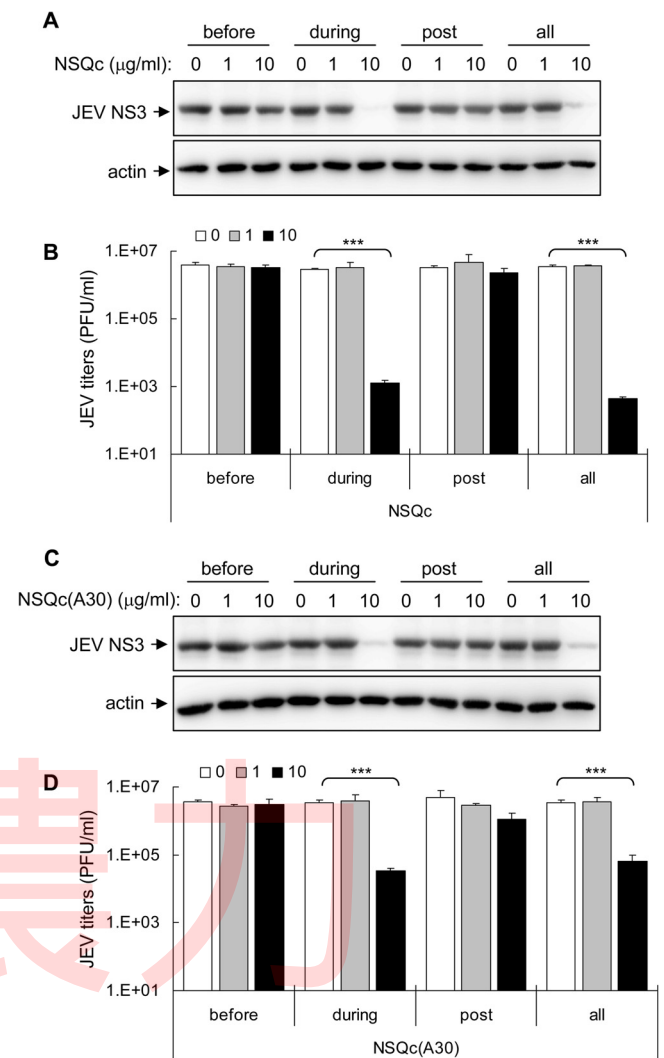 A
before during post all
NSQc (μg/ml): 0 1 10 0 1 10 0 1 10 0 1 10
JEV NS3
actin
B
0 1 10
*** ***
JEV titers (PFU/ml)
1.E+07
1.E+05
1.E+03
1.E+01
before during post all
NSQc
C
before during post all
NSQc(A30) (μg/ml): 0 1 10 0 1 10 0 1 10 0 1 10
JEV NS3
actin
D
0 1 10
*** ***
JEV titers (PFU/ml)
1.E+07
1.E+05
1.E+03
1.E+01
before during post all
NSQc(A30)
力